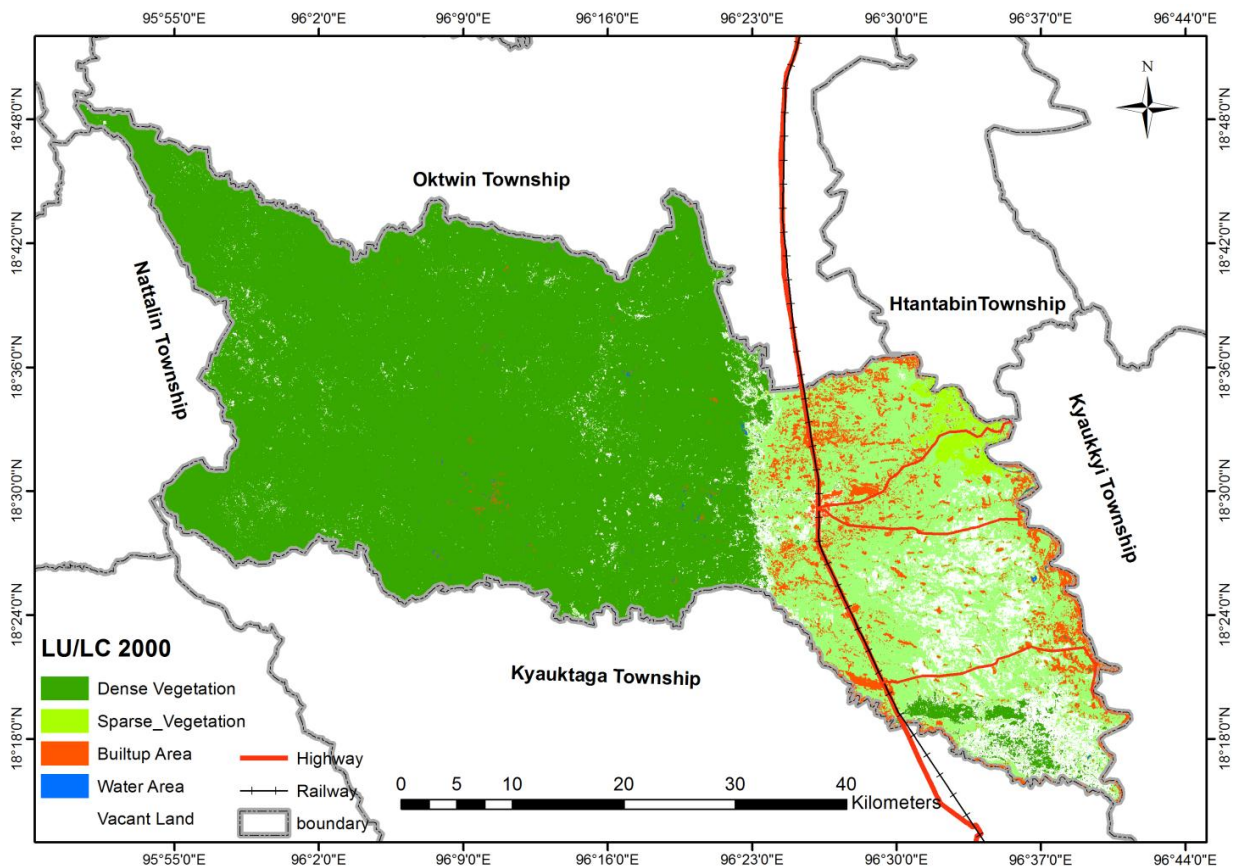 95°55'0"E 96°2'0"E 96°9'0"E 96°16'0"E 96°23'0"E 96°30'0"E 96°37'0"E 96°44'0"E
N
18°48'0"N 18°48'0"N
Oktwin Township
18°42'0"N 18°42'0"N
Nattalin Township
HtantabinTownship
18°36'0"N 18°36'0"N
Kyaukkyi Township
18°30'0"N 18°30'0"N
18°24'0"N 18°24'0"N
LU/LC 2000
Kyauktaga Township
Dense Vegetation
Sparse_Vegetation
18°18'0"N 18°18'0"N
Builtup Area
Highway
Water Area
Railway
0 5 10 20 30 40
Kilometers
Vacant Land
boundary
95°55'0"E 96°2'0"E 96°9'0"E 96°16'0"E 96°23'0"E 96°30'0"E 96°37'0"E 96°44'0"E